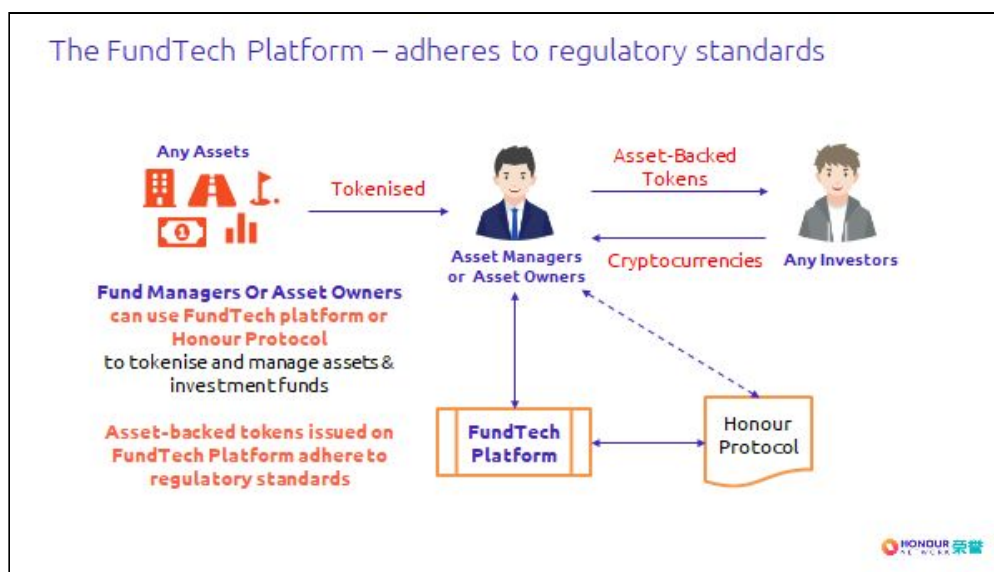 The FundTech Platform – adheres to regulatory standards
Any Assets
Tokenised
Asset-Backed
Tokens
Asset Managers
or Asset Owners
Cryptocurrencies
Any Investors
Fund Managers Or Asset Owners
can use FundTech platform or
Honour Protocol
to tokenise and manage assets &
investment funds
Asset-backed tokens issued on
FundTech Platform adhere to
regulatory standards
FundTech
Platform
Honour
Protocol
1
HONOUR
NETWORK
荣誉